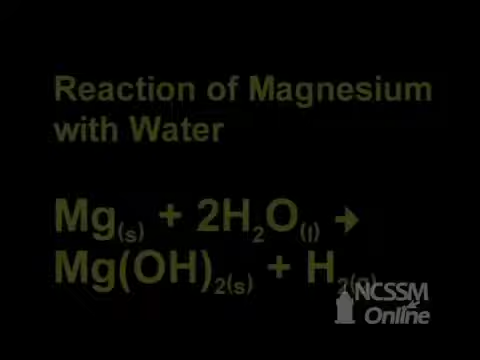 Reaction of Magnesium
with Water
Mg(s) + 2H2O(l) →
Mg(OH)2(s) + H2(g)
NCSSM
Online